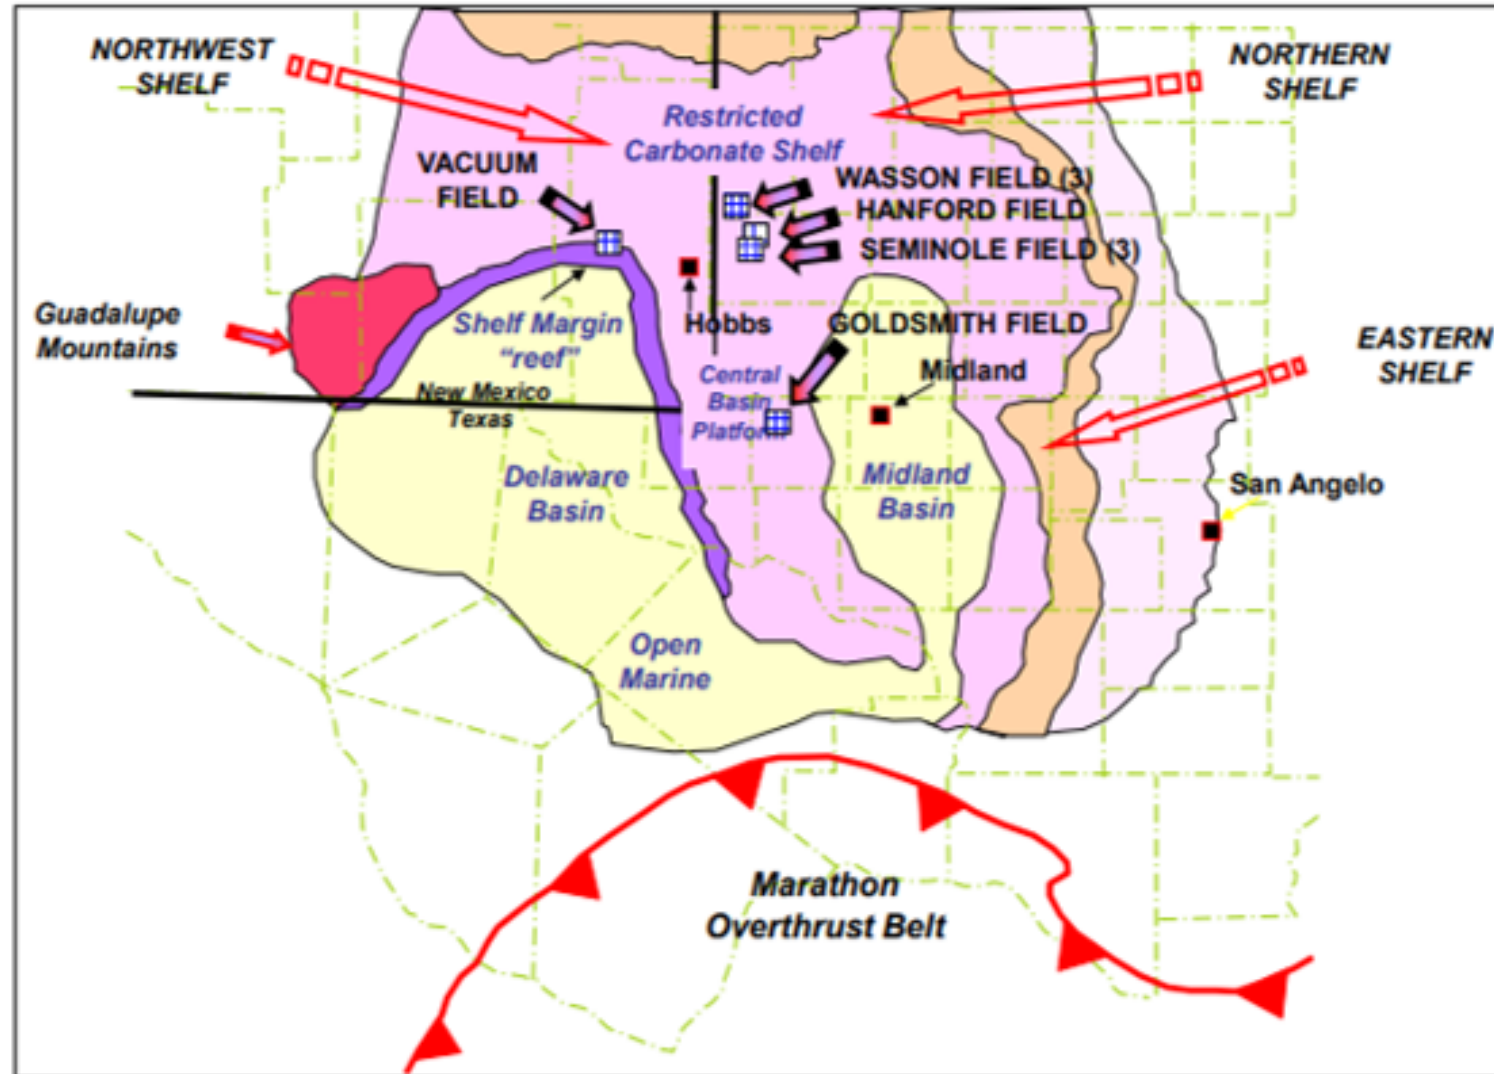 NORTHWEST
SHELF
NORTHERN
SHELF
Restricted
Carbonate Shelf
VACUUM
FIELD
WASSON FIELD (3)
HANFORD FIELD
SEMINOLE FIELD (3)
Guadalupe
Mountains
Shelf Margin
"reef"
Hobbs
GOLDSMITH FIELD
EASTERN
SHELF
Central
Basin
Platform
Midland
New Mexico
Texas
Delaware
Basin
Midland
Basin
San Angelo
Open
Marine
Marathon
Overthrust Belt